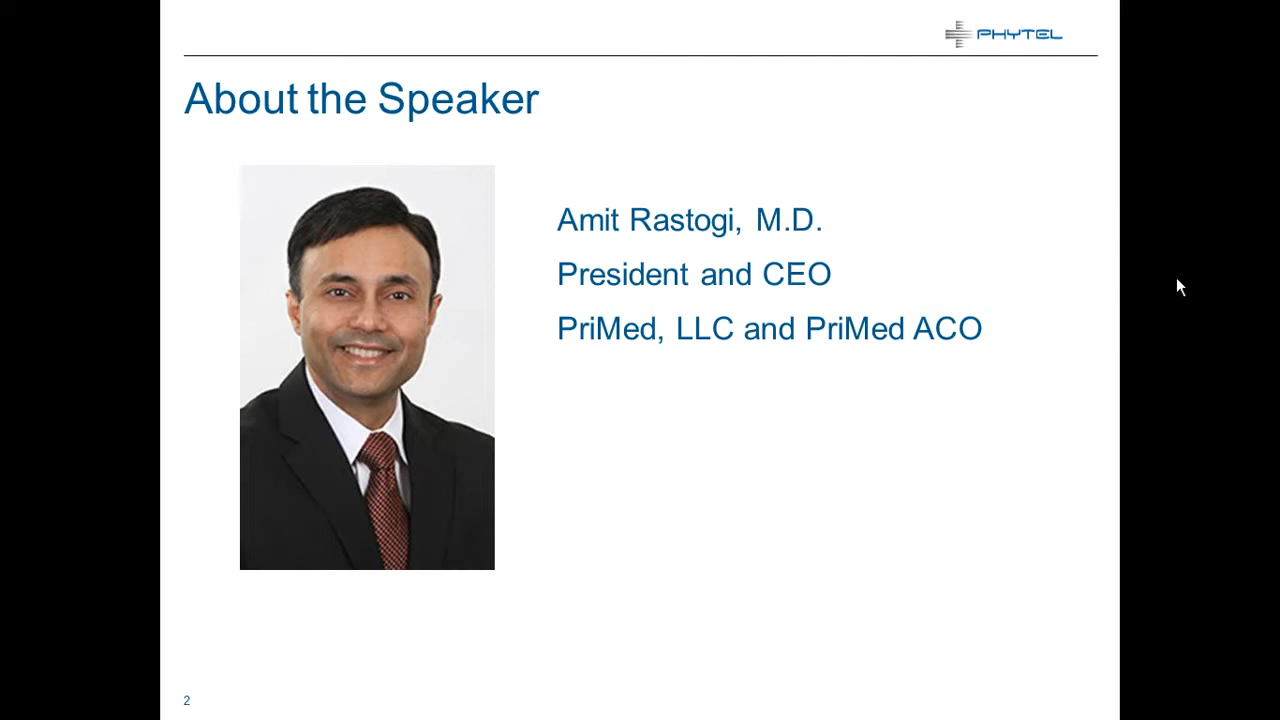 PHYTEL
About the Speaker
Amit Rastogi, M.D.
President and CEO
PriMed, LLC and PriMed ACO
2